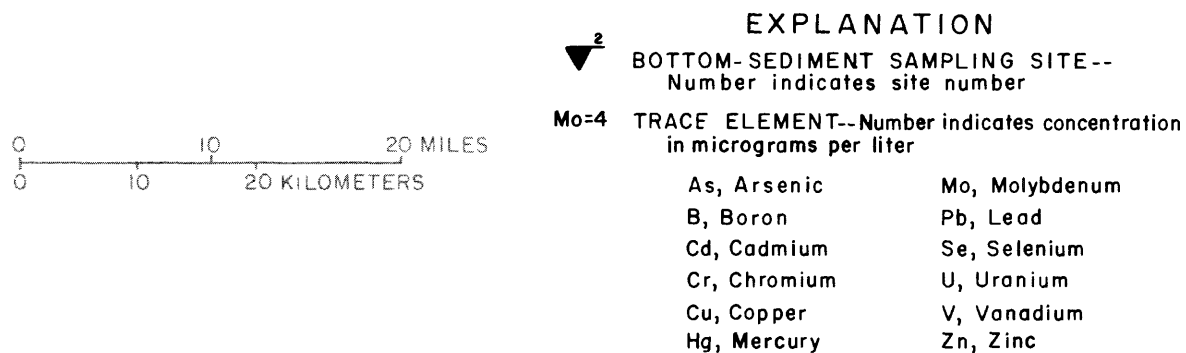 0 10 20 MILES
0 10 20 KILOMETERS
EXPLANATION
2
BOTTOM-SEDIMENT SAMPLING SITE--
Number indicates site number
Mo=4 TRACE ELEMENT--Number indicates concentration
in micrograms per liter
As, Arsenic
B, Boron
Cd, Cadmium
Cr, Chromium
Cu, Copper
Hg, Mercury
Mo, Molybdenum
Pb, Lead
Se, Selenium
U, Uranium
V, Vanadium
Zn, Zinc